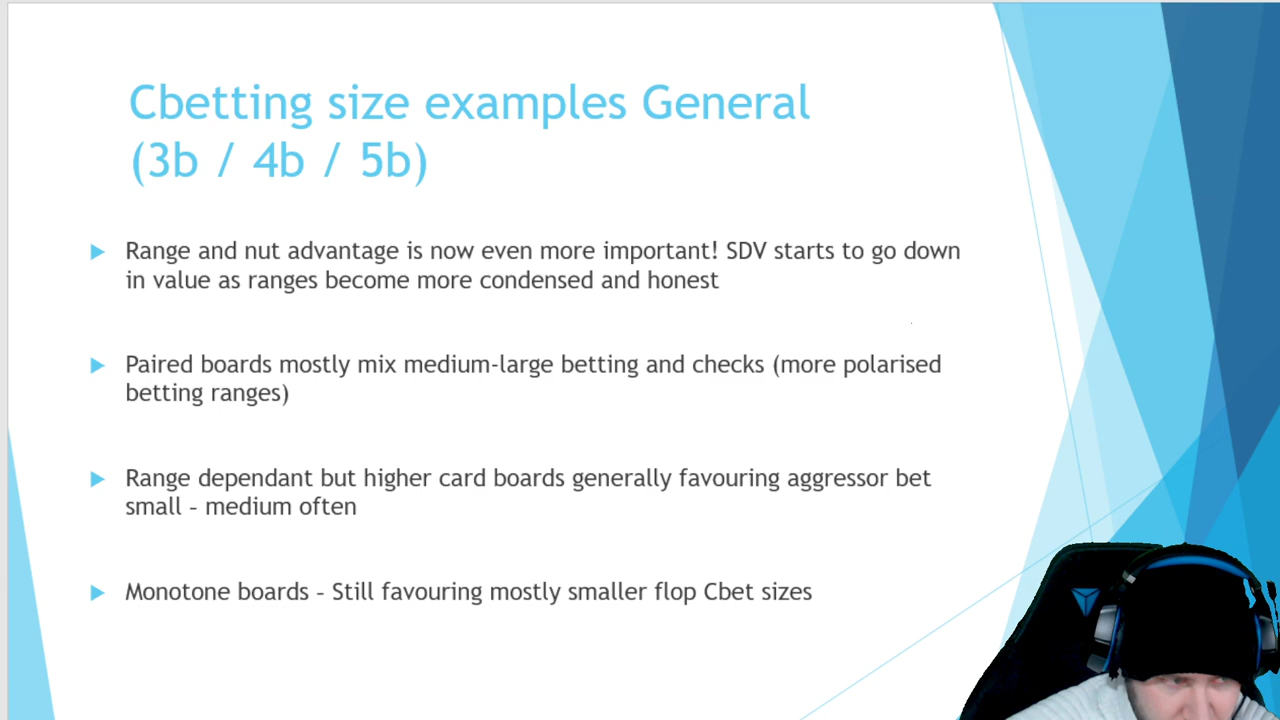 Cbetting size examples General
(3b / 4b / 5b)
Range and nut advantage is now even more important! SDV starts to go down
in value as ranges become more condensed and honest
Paired boards mostly mix medium-large betting and checks (more polarised
betting ranges)
Range dependant but higher card boards generally favouring aggressor bet
small – medium often
Monotone boards – Still favouring mostly smaller flop Cbet sizes